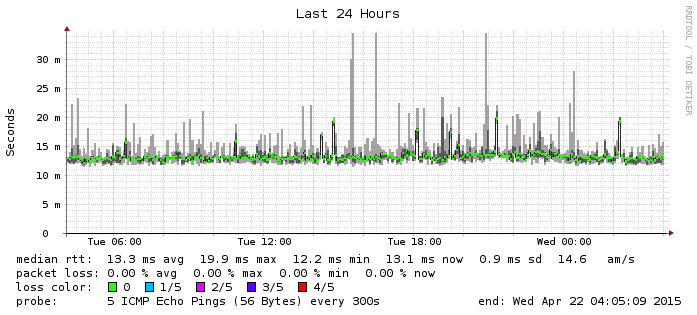 Last 24 Hours
RRDTOOL / TOBI OETIKER
Seconds
30 m
25 m
20 m
15 m
10 m
5 m
0
Tue 06:00 Tue 12:00 Tue 18:00 Wed 00:00
median rtt: 13.3 ms avg 19.9 ms max 12.2 ms min 13.1 ms now 0.9 ms sd 14.6 am/s
packet loss: 0.00 % avg 0.00 % max 0.00 % min 0.00 % now
loss color: 0 1/5 2/5 3/5 4/5
probe: 5 ICMP Echo Pings (56 Bytes) every 300s end: Wed Apr 22 04:05:09 2015